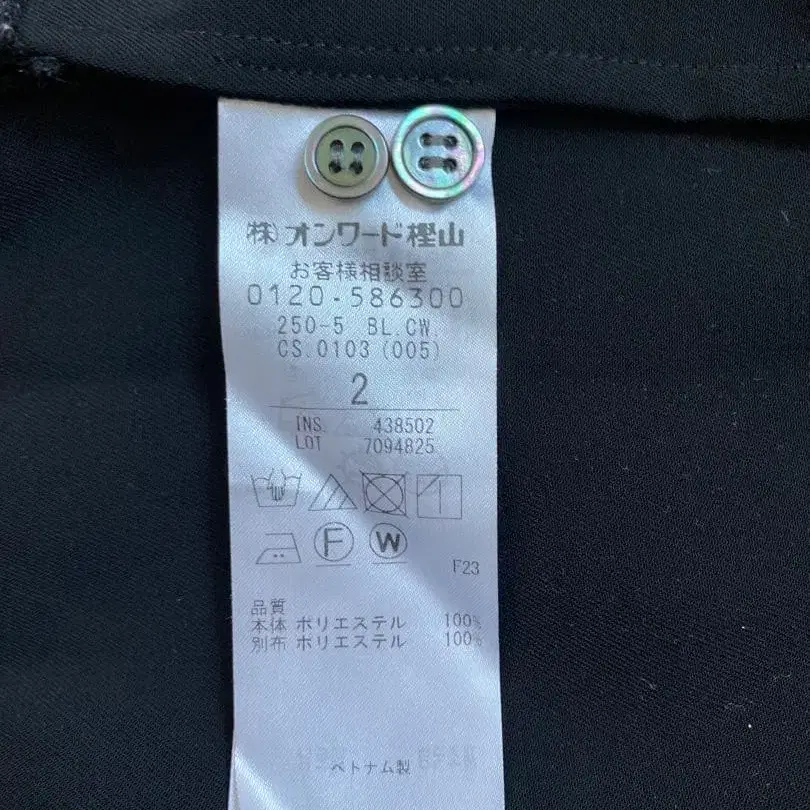 (株)オンワード樫山
お客様相談室
0120-586300
250-5 BL.CW.
CS.0103(005)
2
INS. 438502
LOT 7094825
F W
F23
品質
本体 ポリエステル 100%
別布 ポリエステル 100%
ベトナム製